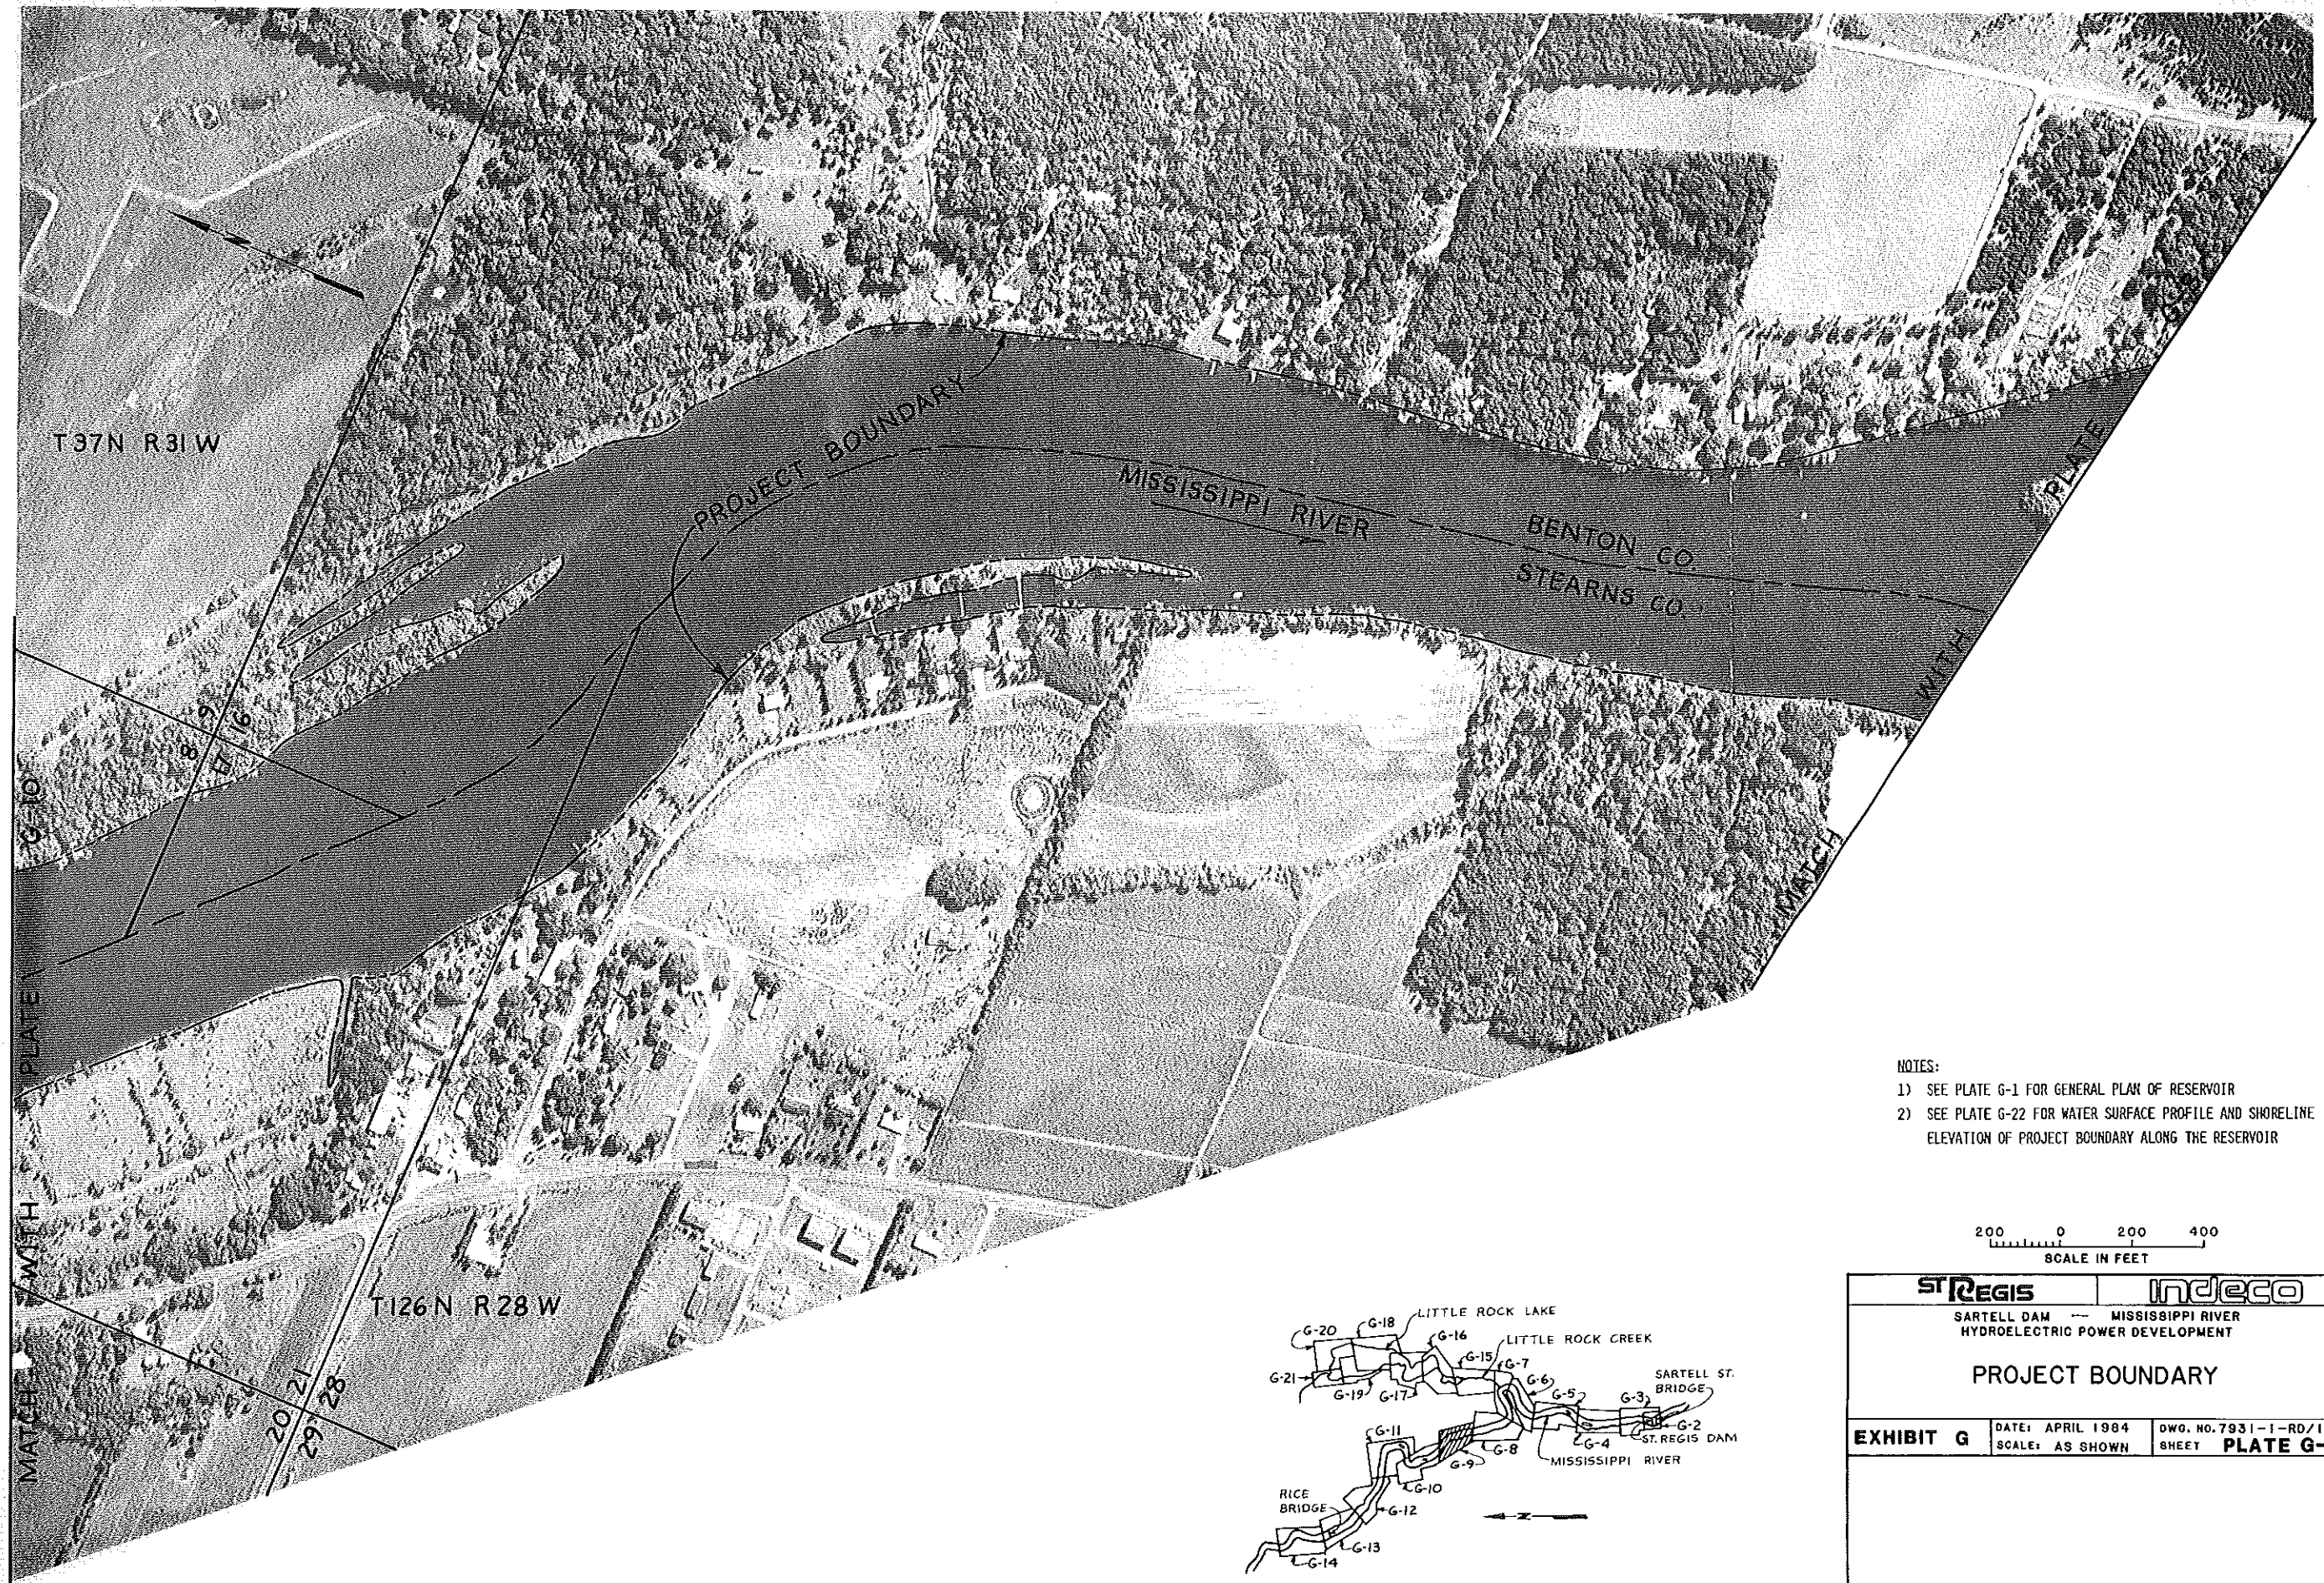 T37N R31W
PROJECT BOUNDARY
MISSISSIPPI RIVER
BENTON CO.
STEARNS CO.
9
8
16
17
MATCH WITH PLATE G-10
MATCH WITH PLATE G-8
T126N R28W
21
20
28
29
NOTES:
1) SEE PLATE G-1 FOR GENERAL PLAN OF RESERVOIR
2) SEE PLATE G-22 FOR WATER SURFACE PROFILE AND SHORELINE
ELEVATION OF PROJECT BOUNDARY ALONG THE RESERVOIR
200 0 200 400
SCALE IN FEET
ST REGIS
indeco
SARTELL DAM — MISSISSIPPI RIVER
HYDROELECTRIC POWER DEVELOPMENT
PROJECT BOUNDARY
EXHIBIT G
DATE: APRIL 1984
SCALE: AS SHOWN
DWG. NO. 7931-1-RD/1
SHEET PLATE G-
LITTLE ROCK LAKE
G-20
G-18
G-16
LITTLE ROCK CREEK
G-15
G-7
G-21
G-19
G-17
G-6
G-5
G-3
SARTELL ST.
BRIDGE
G-2
ST. REGIS DAM
G-4
MISSISSIPPI RIVER
G-11
G-8
G-9
G-10
RICE
BRIDGE
G-12
G-13
G-14
Z